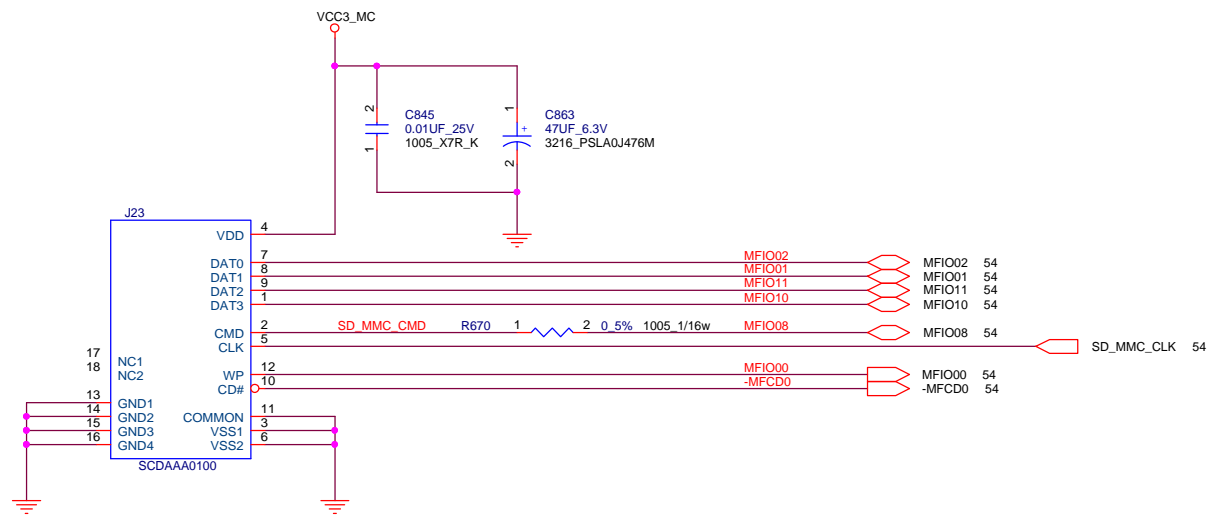 VCC3_MC
2
C845
0.01UF_25V
1005_X7R_K
1
1
+
C863
47UF_6.3V
3216_PSLA0J476M
2
J23
VDD 4
DAT0 7 MFIO02 MFIO02 54
DAT1 8 MFIO01 MFIO01 54
DAT2 9 MFIO11 MFIO11 54
DAT3 1 MFIO10 MFIO10 54
CMD 2 SD_MMC_CMD R670 1 2 0_5% 1005_1/16w MFIO08 MFIO08 54
CLK 5 SD_MMC_CLK 54
17 NC1
18 NC2
WP 12 MFIO00 MFIO00 54
CD# 10 -MFCD0 -MFCD0 54
13 GND1
14 GND2 COMMON 11
15 GND3 VSS1 3
16 GND4 VSS2 6
SCDAAA0100